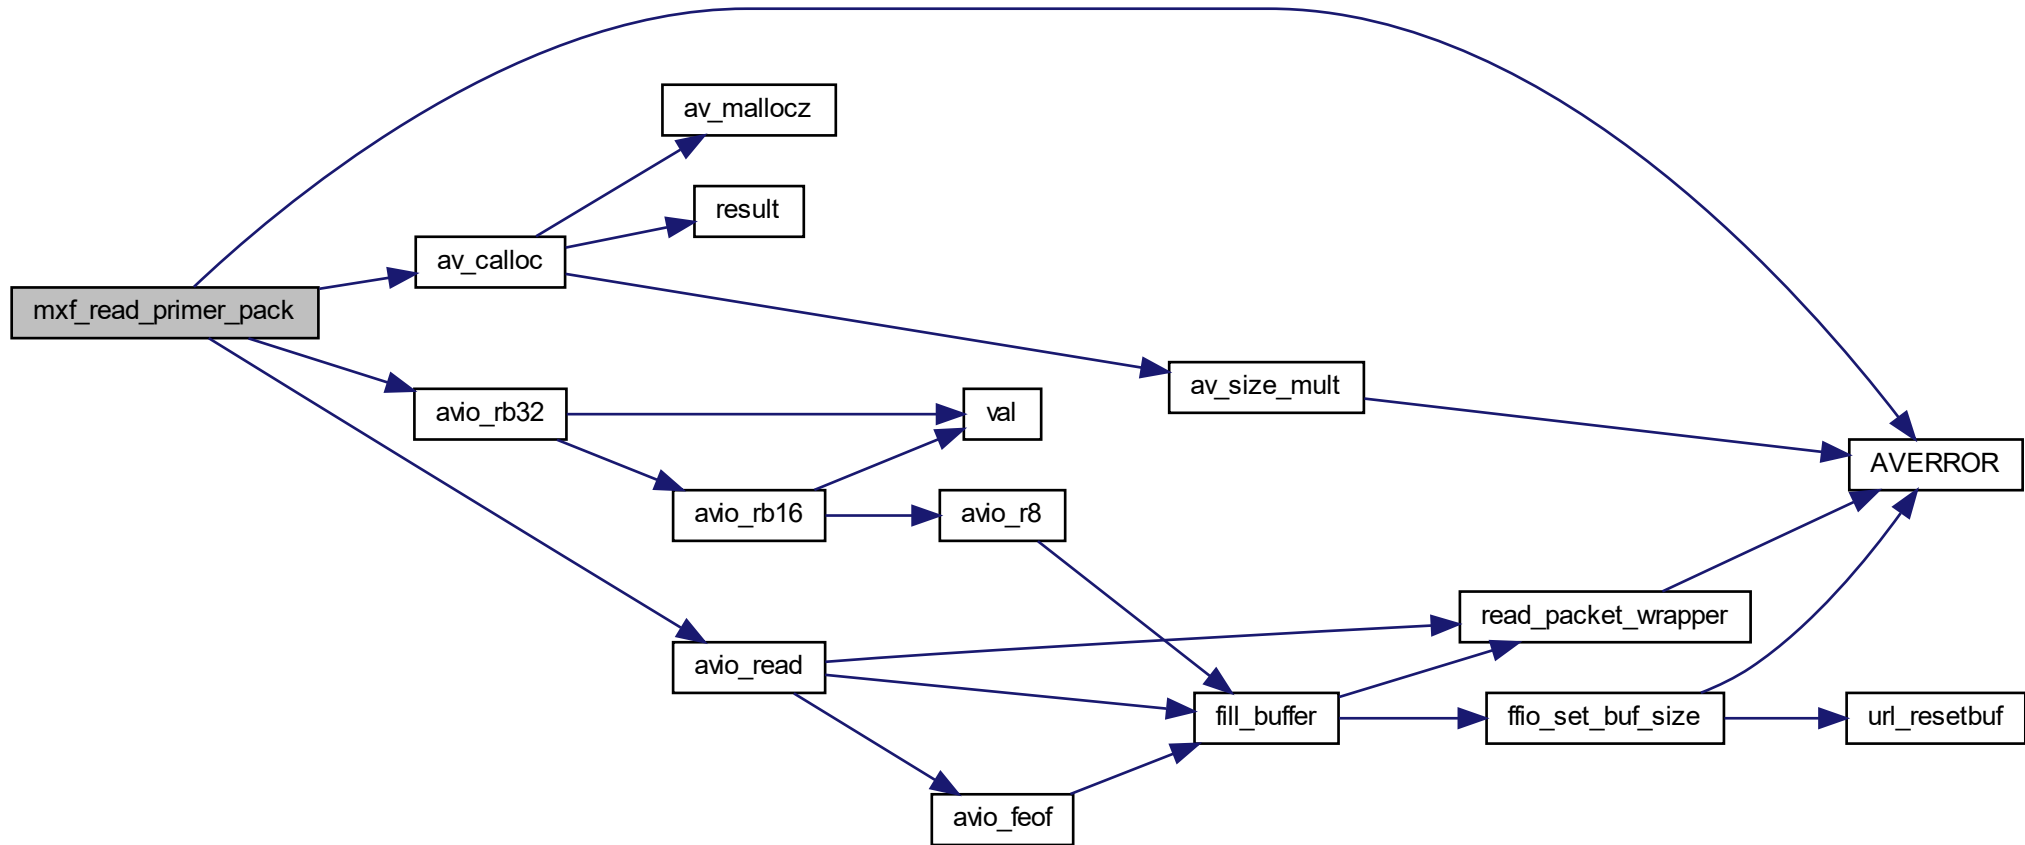 av_mallocz
result
av_calloc
mxf_read_primer_pack
av_size_mult
avio_rb32
val
AVERROR
avio_rb16
avio_r8
read_packet_wrapper
avio_read
fill_buffer
ffio_set_buf_size
url_resetbuf
avio_feof